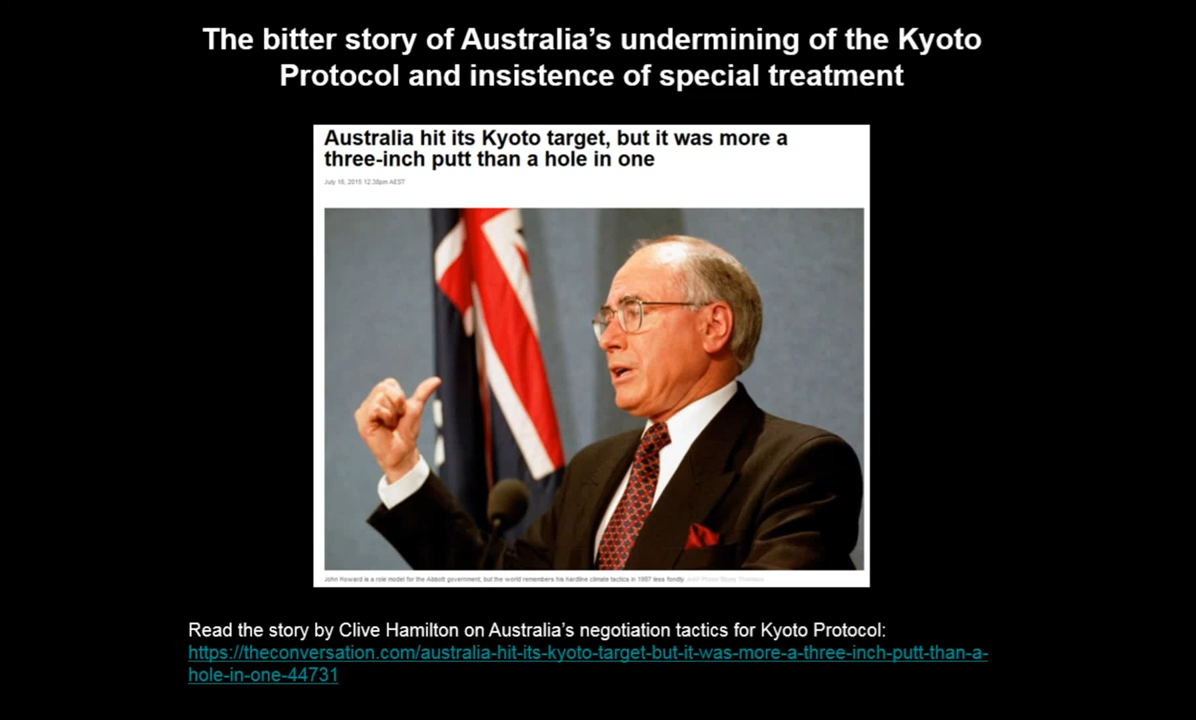 The bitter story of Australia’s undermining of the Kyoto
Protocol and insistence of special treatment
Australia hit its Kyoto target, but it was more a
three-inch putt than a hole in one
July 16, 2015 12.38pm AEST
John Howard is a role model for the Abbott government, but the world remembers his hardline climate tactics in 1997 less fondly.
Read the story by Clive Hamilton on Australia’s negotiation tactics for Kyoto Protocol:
https://theconversation.com/australia-hit-its-kyoto-target-but-it-was-more-a-three-inch-putt-than-a-
hole-in-one-44731